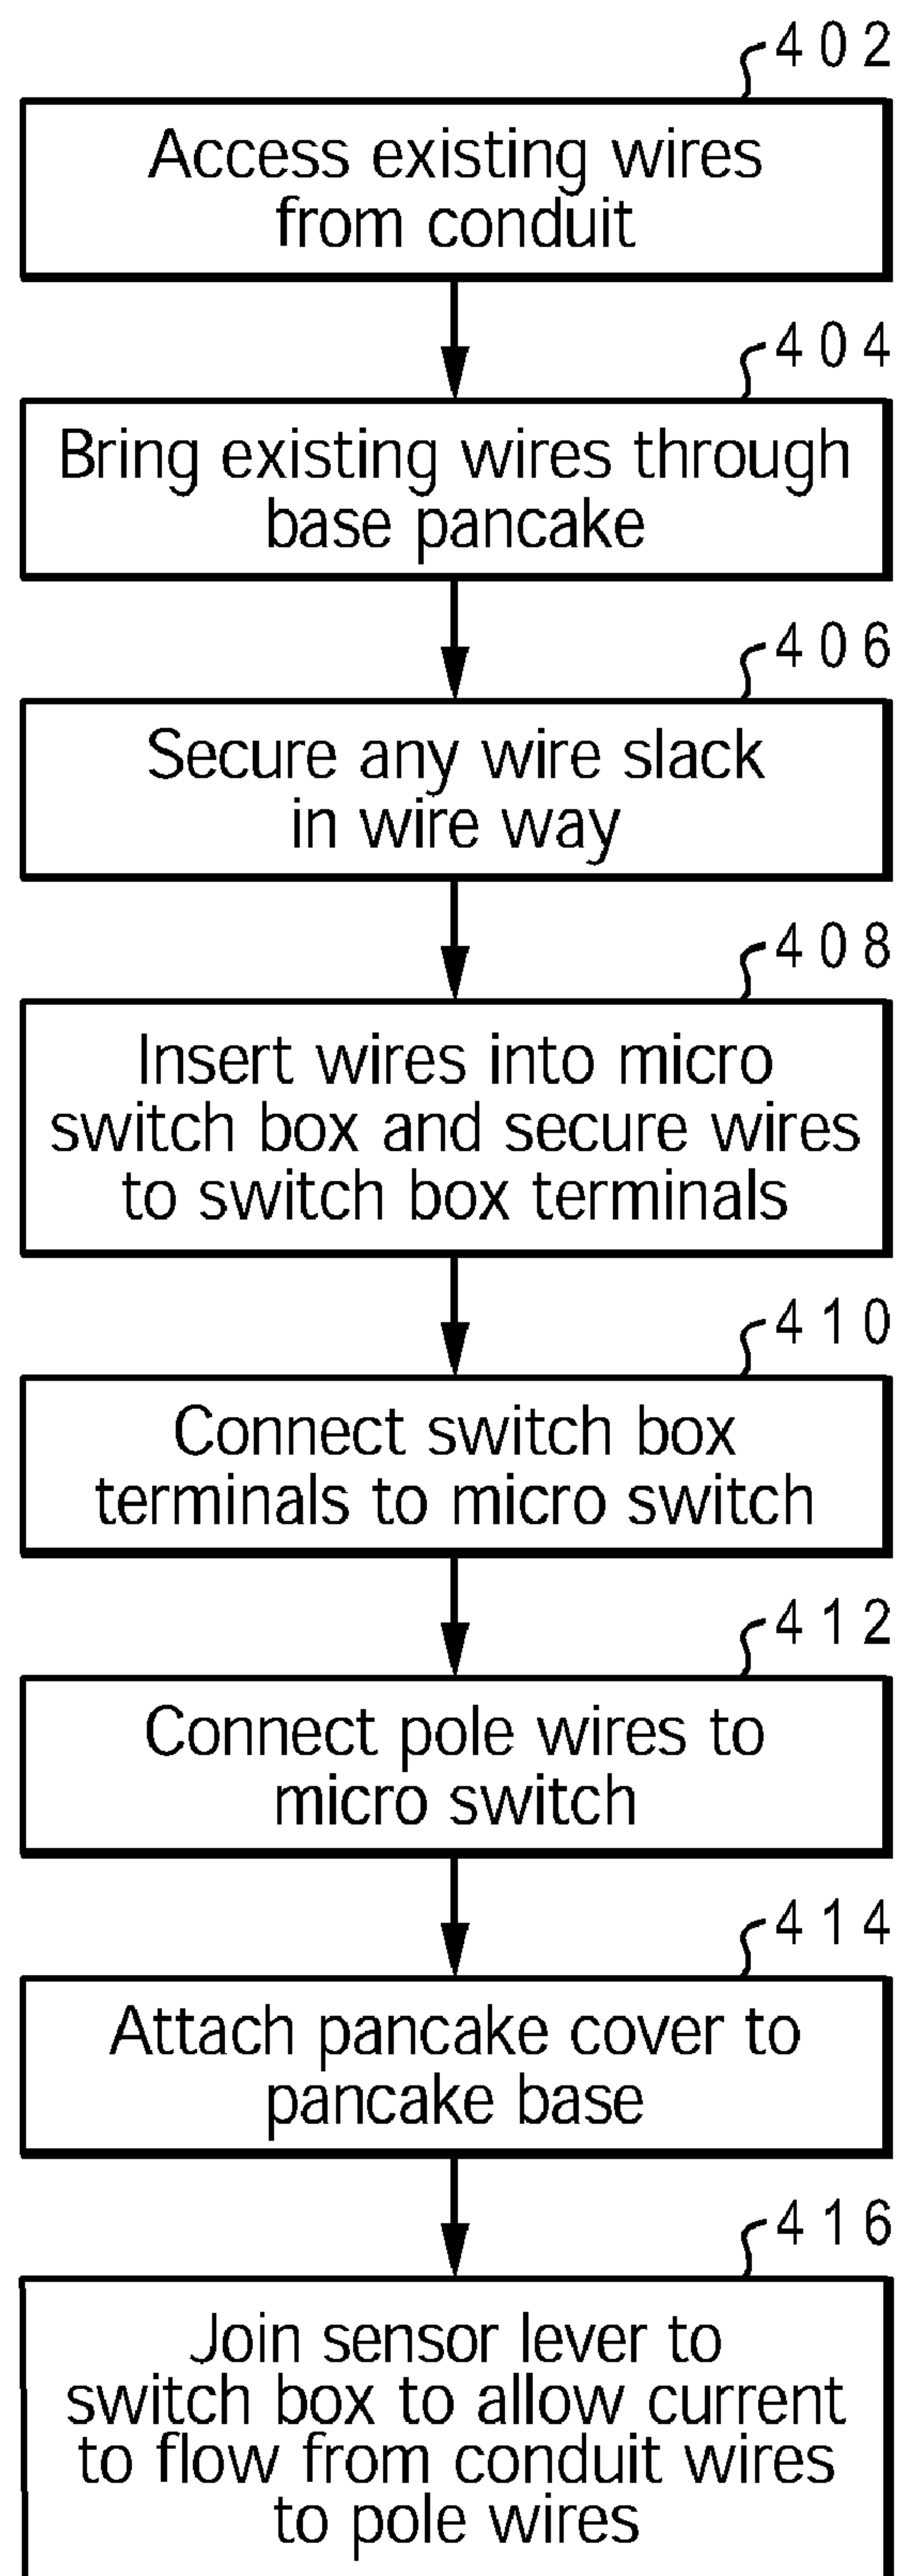 402
Access existing wires
from conduit
404
Bring existing wires through
base pancake
406
Secure any wire slack
in wire way
408
Insert wires into micro
switch box and secure wires
to switch box terminals
410
Connect switch box
terminals to micro switch
412
Connect pole wires to
micro switch
414
Attach pancake cover to
pancake base
416
Join sensor lever to
switch box to allow current
to flow from conduit wires
to pole wires